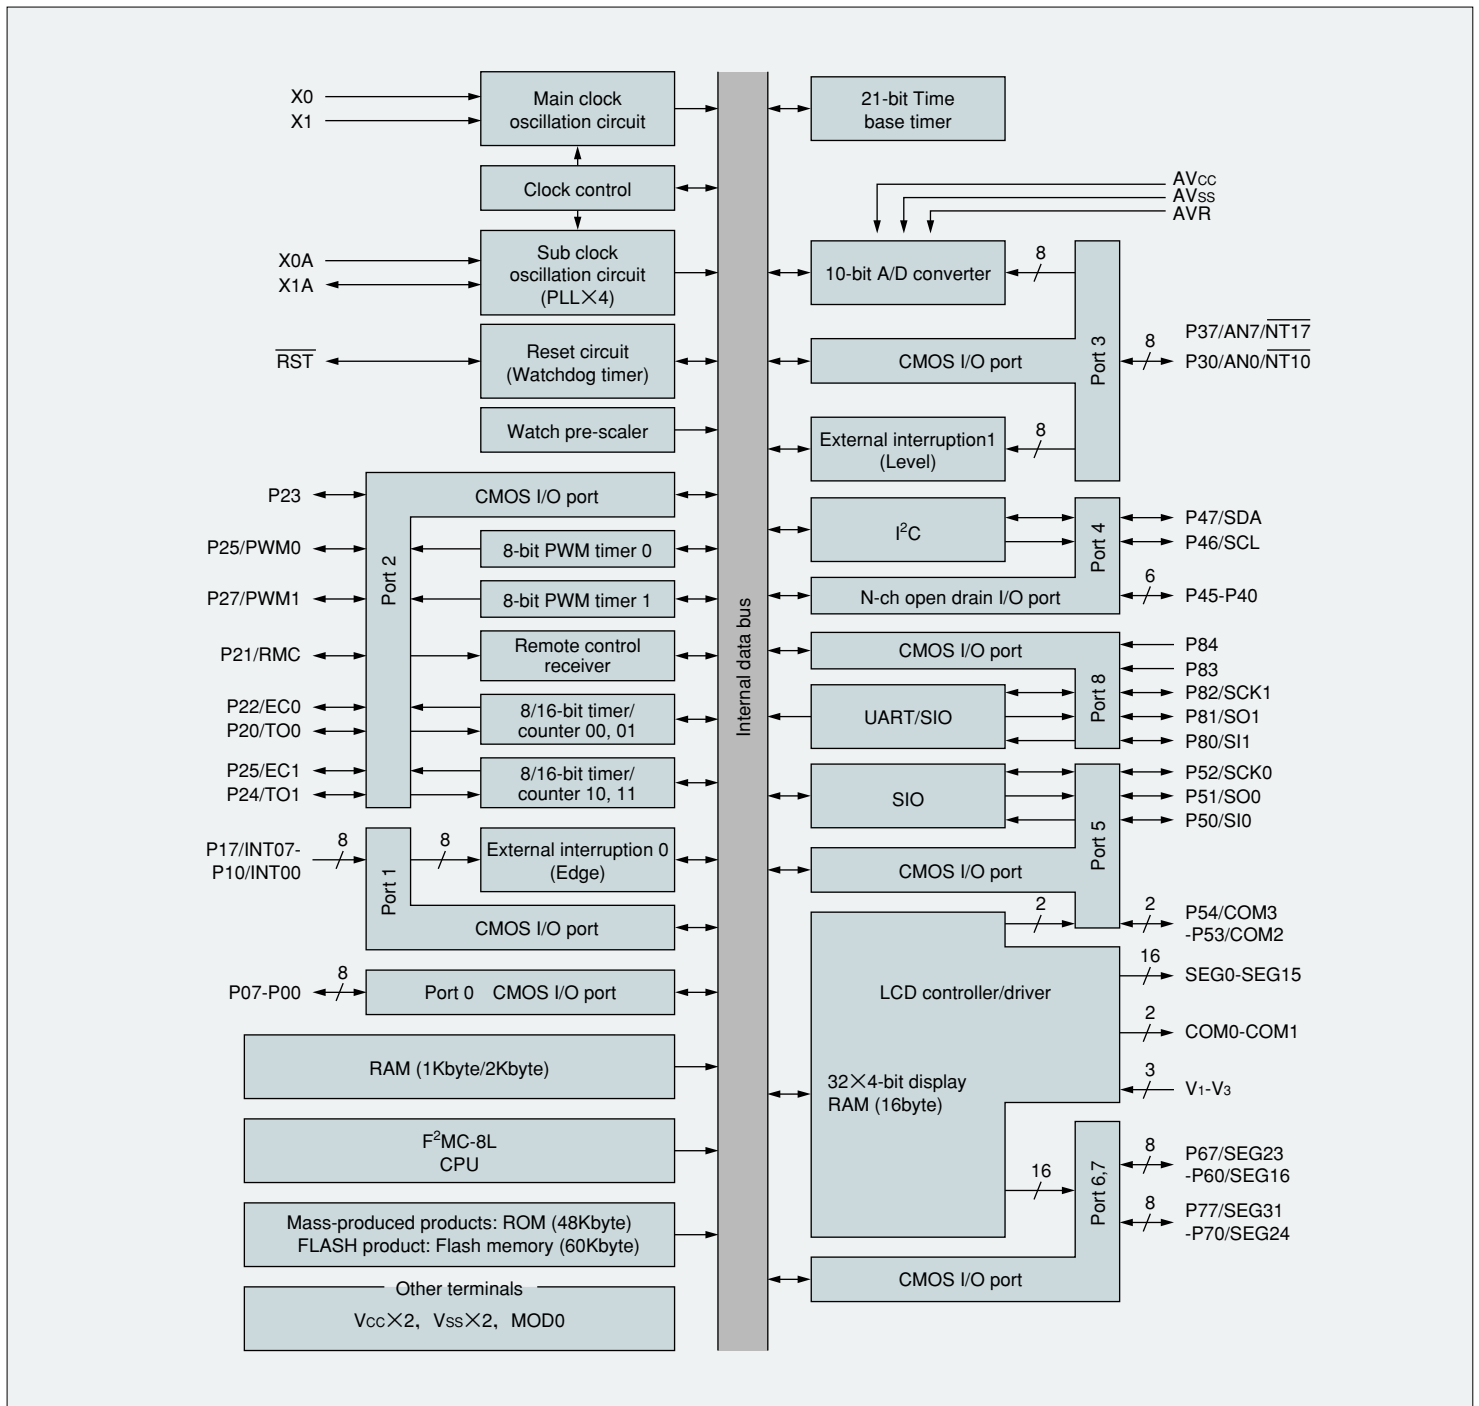 X0
X1
Main clock
oscillation circuit
Clock control
X0A
X1A
Sub clock
oscillation circuit
(PLL×4)
RST
Reset circuit
(Watchdog timer)
Watch pre-scaler
P23
CMOS I/O port
P25/PWM0
8-bit PWM timer 0
P27/PWM1
8-bit PWM timer 1
Port 2
P21/RMC
Remote control
receiver
P22/EC0
P20/TO0
8/16-bit timer/
counter 00, 01
P25/EC1
P24/TO1
8/16-bit timer/
counter 10, 11
P17/INT07-
P10/INT00
8
Port 1
8
External interruption 0
(Edge)
CMOS I/O port
P07-P00
8
Port 0 CMOS I/O port
RAM (1Kbyte/2Kbyte)
F²MC-8L
CPU
Mass-produced products: ROM (48Kbyte)
FLASH product: Flash memory (60Kbyte)
Other terminals
Vcc×2, Vss×2, MOD0
Internal data bus
21-bit Time
base timer
AVcc
AVss
AVR
10-bit A/D converter
8
Port 3
CMOS I/O port
8
P37/AN7/NT17
P30/AN0/NT10
External interruption1
(Level)
8
I²C
Port 4
P47/SDA
P46/SCL
N-ch open drain I/O port
6
P45-P40
CMOS I/O port
Port 8
P84
P83
P82/SCK1
P81/SO1
P80/SI1
UART/SIO
SIO
Port 5
P52/SCK0
P51/SO0
P50/SI0
CMOS I/O port
2
2
P54/COM3
-P53/COM2
LCD controller/driver
16
SEG0-SEG15
2
COM0-COM1
3
V1-V3
32×4-bit display
RAM (16byte)
16
Port 6,7
8
P67/SEG23
-P60/SEG16
8
P77/SEG31
-P70/SEG24
CMOS I/O port